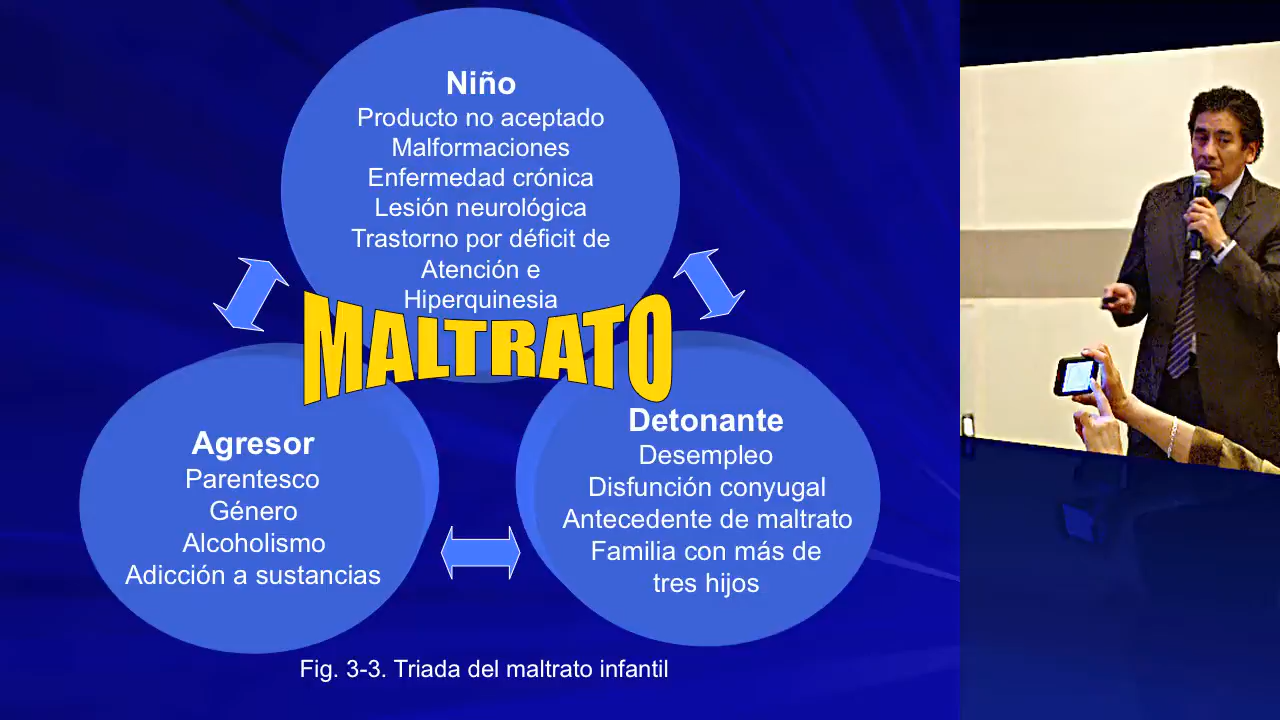 Niño
Producto no aceptado
Malformaciones
Enfermedad crónica
Lesión neurológica
Trastorno por déficit de
Atención e
Hiperquinesia
MALTRATO
Agresor
Parentesco
Género
Alcoholismo
Adicción a sustancias
Detonante
Desempleo
Disfunción conyugal
Antecedente de maltrato
Familia con más de
tres hijos
Fig. 3-3. Triada del maltrato infantil